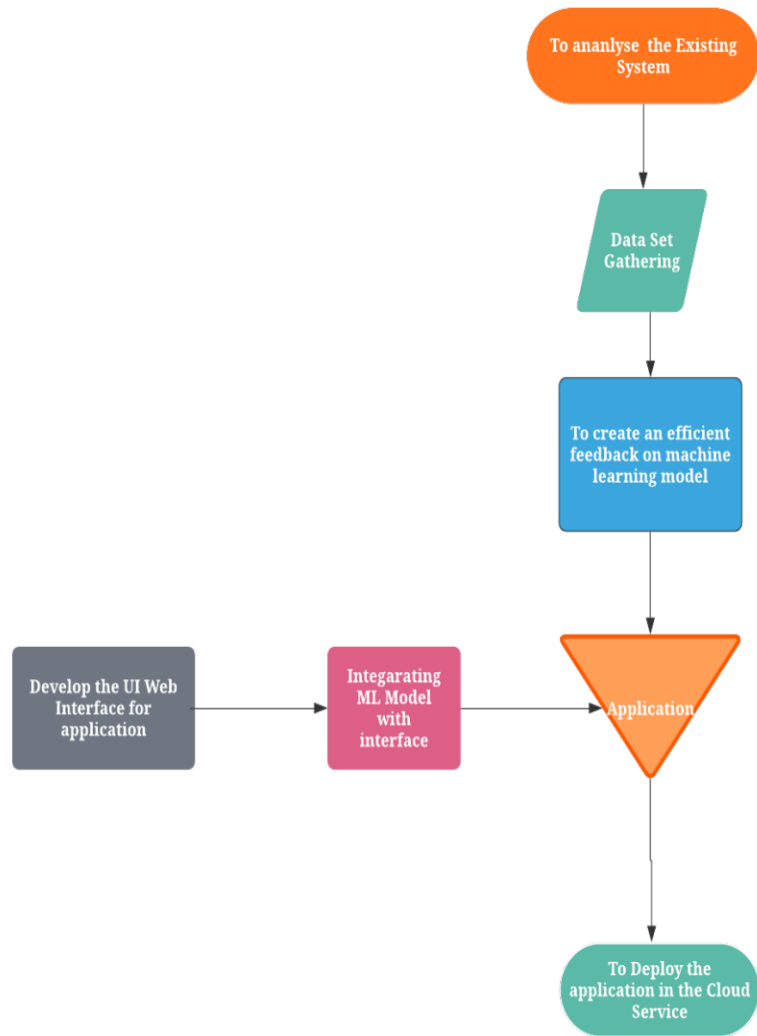 To ananlyse the Existing
System
Data Set
Gathering
To create an efficient
feedback on machine
learning model
Develop the UI Web
Interface for
application
Integarating
ML Model
with
interface
Application
To Deploy the
application in the Cloud
Service